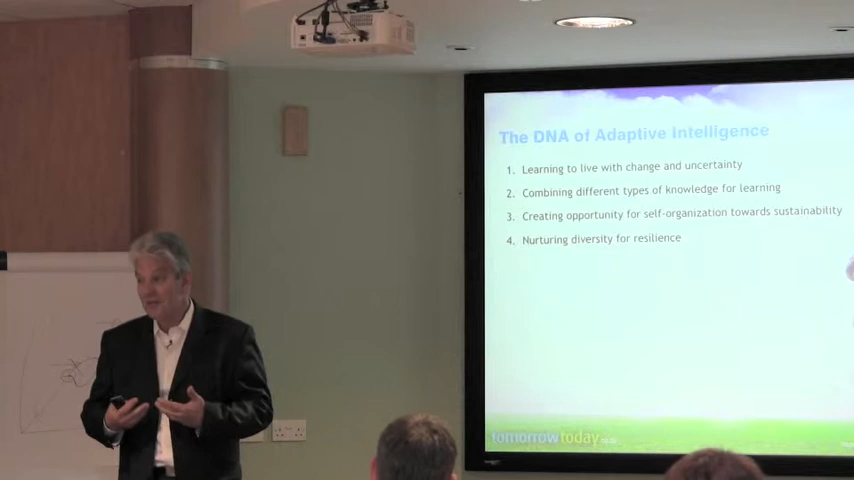 The DNA of Adaptive Intelligence
1. Learning to live with change and uncertainty
2. Combining different types of knowledge for learning
3. Creating opportunity for self-organization towards sustainability
4. Nurturing diversity for resilience
tomorrowtoday